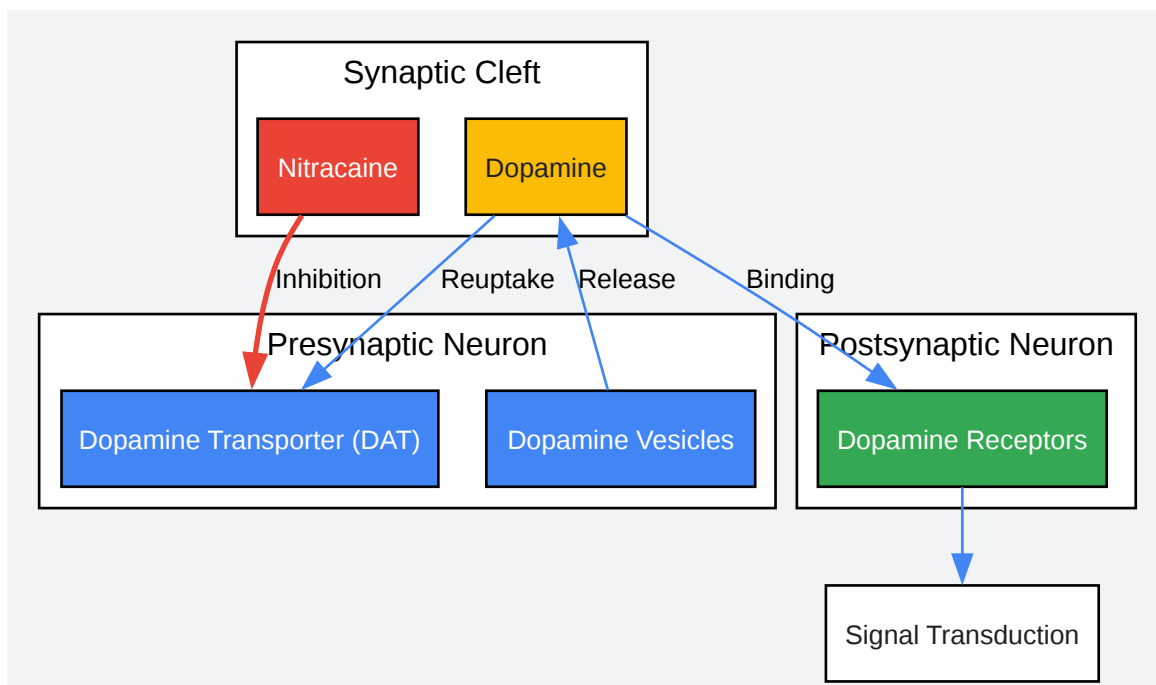 Synaptic Cleft
Nitracaine
Dopamine
Inhibition
Reuptake
Release
Binding
Presynaptic Neuron
Postsynaptic Neuron
Dopamine Transporter (DAT)
Dopamine Vesicles
Dopamine Receptors
Signal Transduction